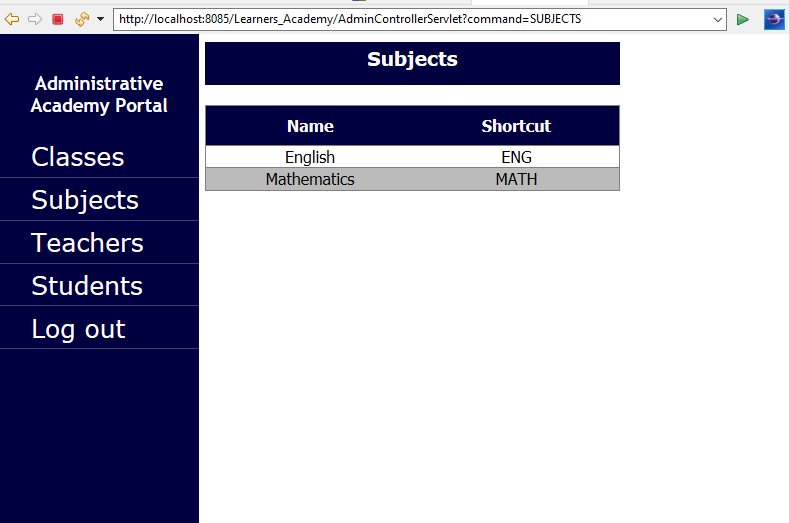 http://localhost:8085/Learners_Academy/AdminControllerServlet?command=SUBJECTS
Administrative
Academy Portal
Classes
Subjects
Teachers
Students
Log out
Subjects
Name Shortcut
English ENG
Mathematics MATH